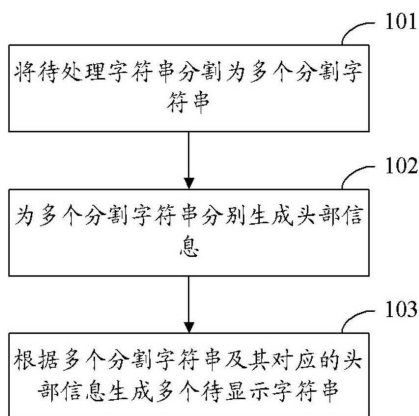 101
将待处理字符串分割为多个分割字
符串
102
为多个分割字符串分别生成头部信
息
103
根据多个分割字符串及其对应的头
部信息生成多个待显示字符串